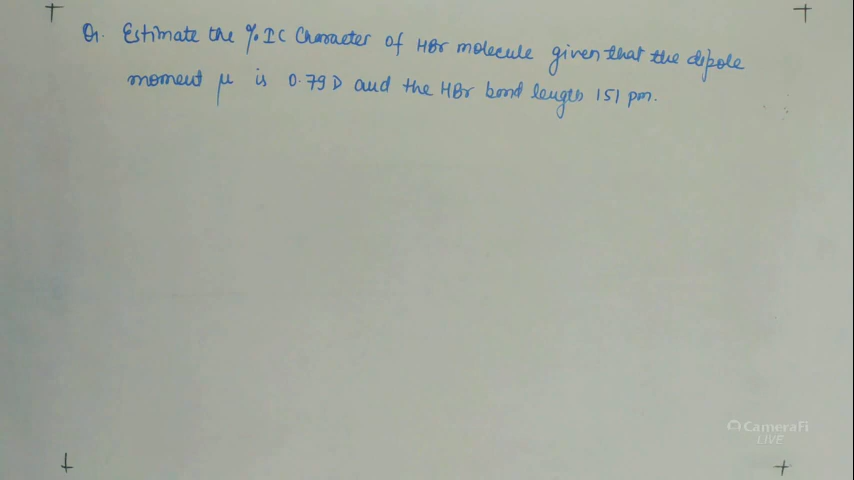 Q1. Estimate the % IC Character of HBr molecule given that the dipole
moment μ is 0.79 D and the HBr bond length 151 pm.
CameraFi
LIVE